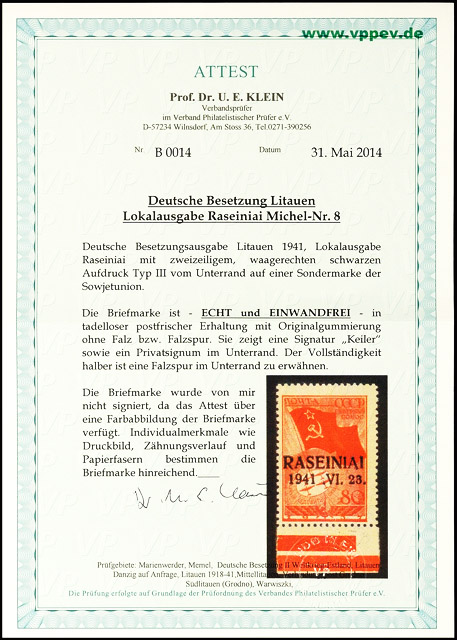 www.vppev.de
ATTEST
Prof. Dr. U. E. KLEIN
Verbandsprüfer
im Verband Philatelistischer Prüfer e.V.
D-57234 Wilnsdorf, Am Stoss 36, Tel.0271-390256
Nr B 0014 Datum 31. Mai 2014
Deutsche Besetzung Litauen
Lokalausgabe Raseiniai Michel-Nr. 8
Deutsche Besetzungsausgabe Litauen 1941, Lokalausgabe
Raseiniai mit zweizeiligem, waagerechten schwarzen
Aufdruck Typ III vom Unterrand auf einer Sondermarke der
Sowjetunion.
Die Briefmarke ist - ECHT und EINWANDFREI - in
tadelloser postfrischer Erhaltung mit Originalgummierung
ohne Falz bzw. Falzspur. Sie zeigt eine Signatur „Keiler"
sowie ein Privatsignum im Unterrand. Der Vollständigkeit
halber ist eine Falzspur im Unterrand zu erwähnen.
Die Briefmarke wurde von mir
nicht signiert, da das Attest über
eine Farbabbildung der Briefmarke
verfügt. Individualmerkmale wie
Druckbild, Zähnungsverlauf und
Papierfasern bestimmen die
Briefmarke hinreichend.
ПОЧТА СССР
RASEINIAI
1941 VI. 23.
80
Prüfgebiete: Marienwerder, Memel, Deutsche Besetzung II Weltkrieg Estland, Litauen
Danzig auf Anfrage, Litauen 1918-41, Mittellitauen
Südlitauen (Grodno), Warwiszki.
Die Prüfung erfolgte auf Grundlage der Prüfordnung des Verbandes Philatelistischer Prüfer e.V.